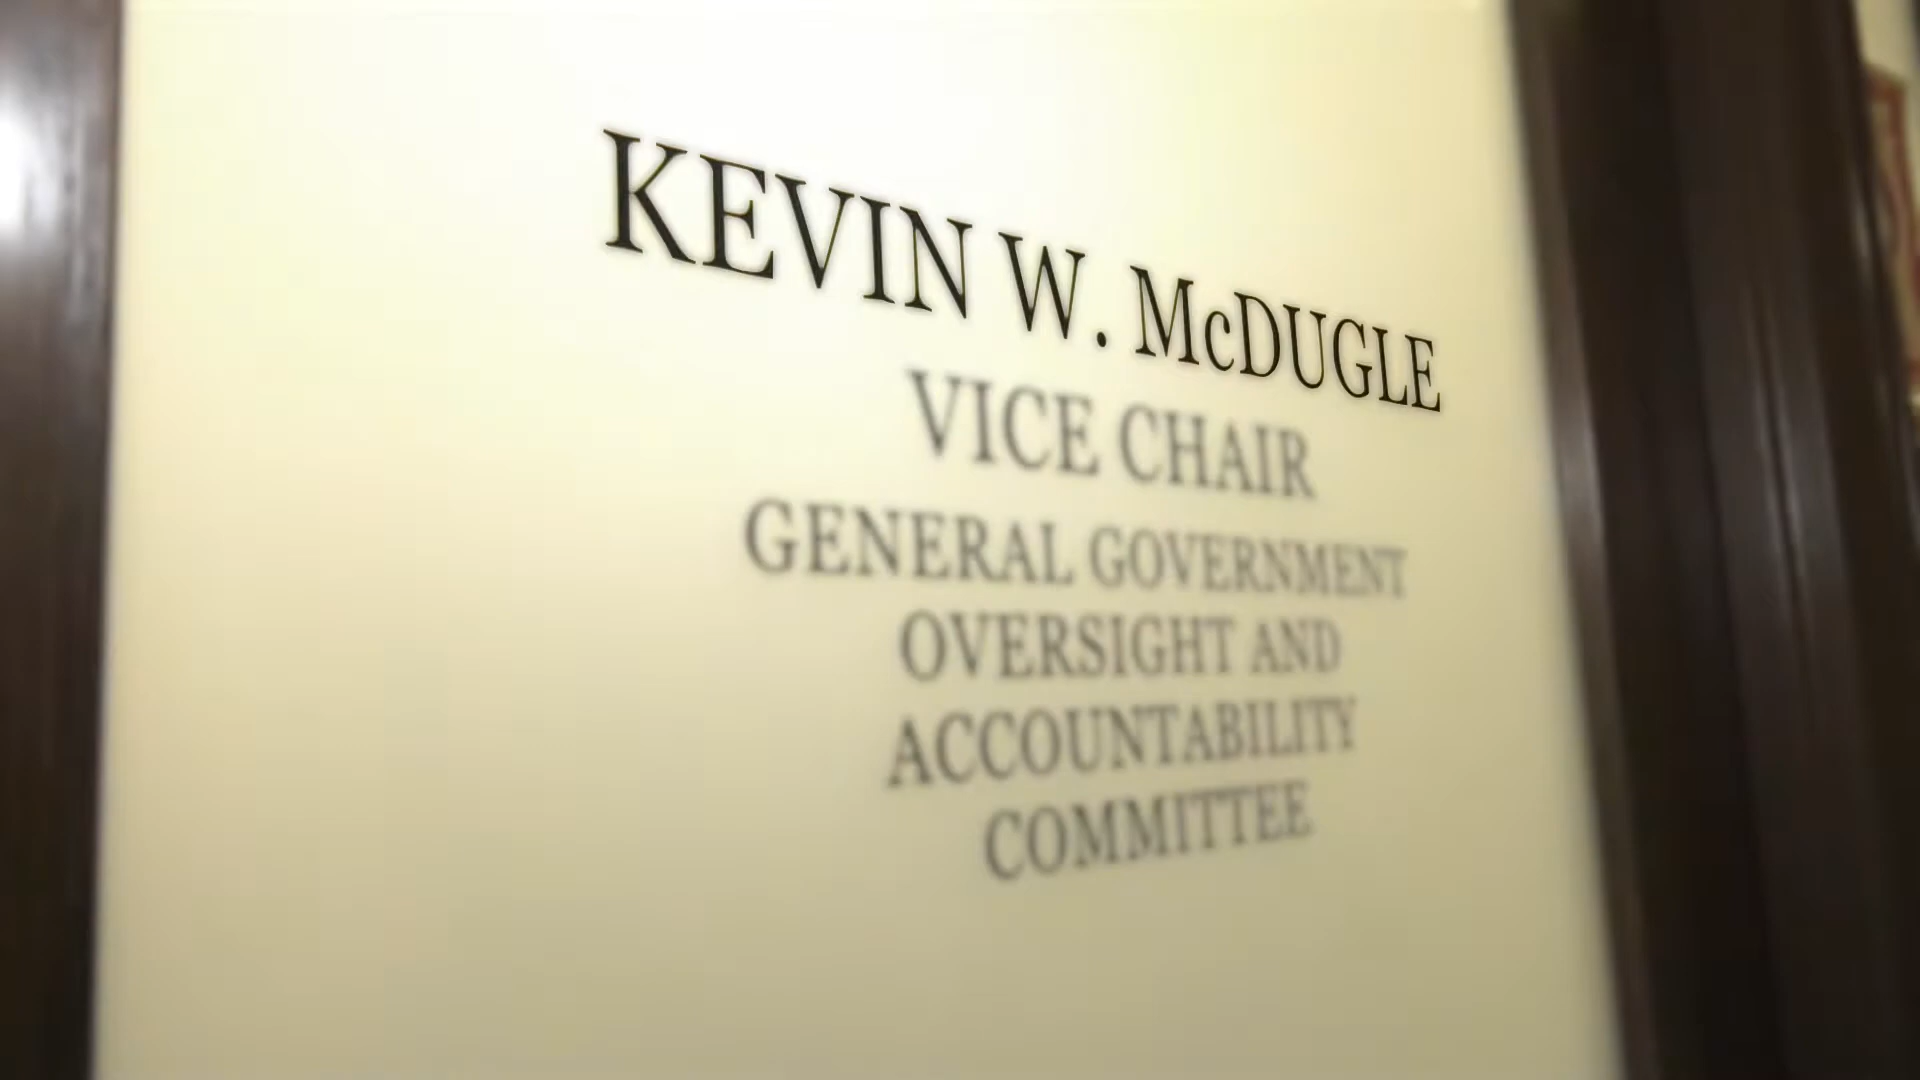 KEVIN W. McDUGLE
VICE CHAIR
GENERAL GOVERNMENT
OVERSIGHT AND
ACCOUNTABILITY
COMMITTEE